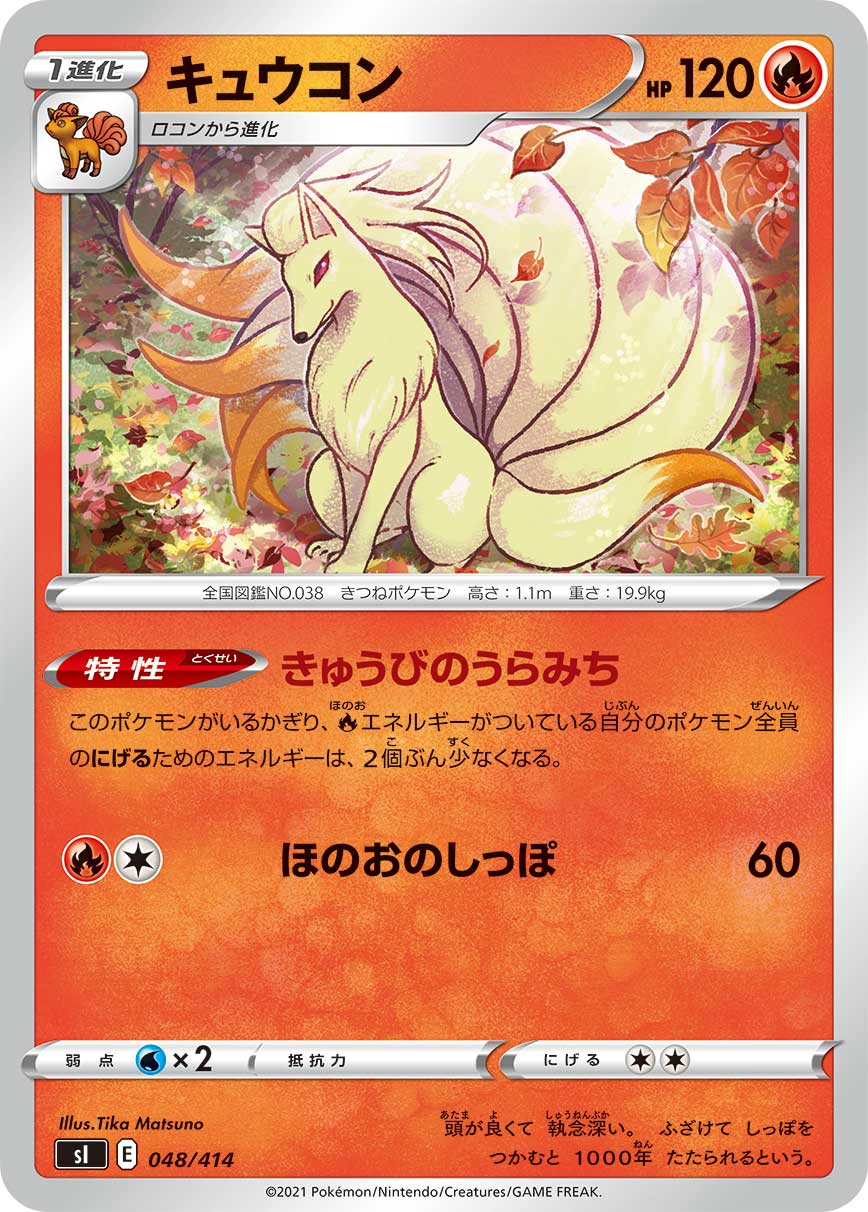 1進化
キュウコン
HP 120
ロコンから進化
全国図鑑NO.038 きつねポケモン 高さ:1.1m 重さ:19.9kg
特性 とくせい きゅうびのうらみち
このポケモンがいるかぎり、エネルギーがついている自分のポケモン全員
のにげるためのエネルギーは、2個ぶん少なくなる。
ほのおのしっぽ 60
弱点 ×2 抵抗力 にげる
Illus.Tika Matsuno
sI E 048/414
頭が良くて 執念深い。 ふざけて しっぽを
つかむと 1000年 たたられるという。
©2021 Pokémon/Nintendo/Creatures/GAME FREAK.